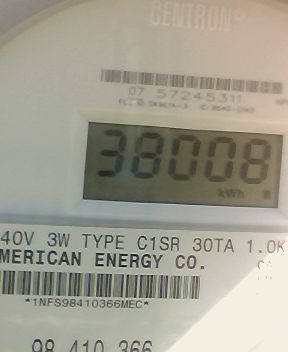 CENTRON
07 57245311
38008
kWh
40V 3W TYPE C1SR 30TA 1.0K
MERICAN ENERGY CO.
*1NFS98410366MEC*
98 410 366